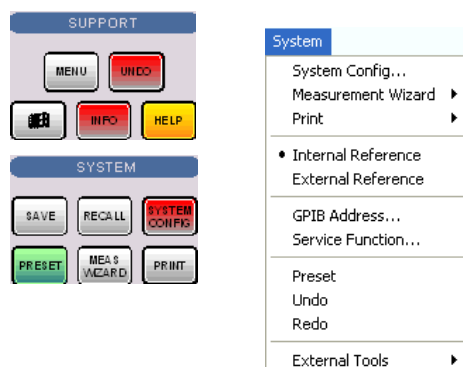 SUPPORT
MENU
UNDO
INFO
HELP
SYSTEM
SAVE
RECALL
SYSTEM
CONFIG
PRESET
MEAS
WIZARD
PRINT
System
System Config...
Measurement Wizard
Print
Internal Reference
External Reference
GPIB Address...
Service Function...
Preset
Undo
Redo
External Tools